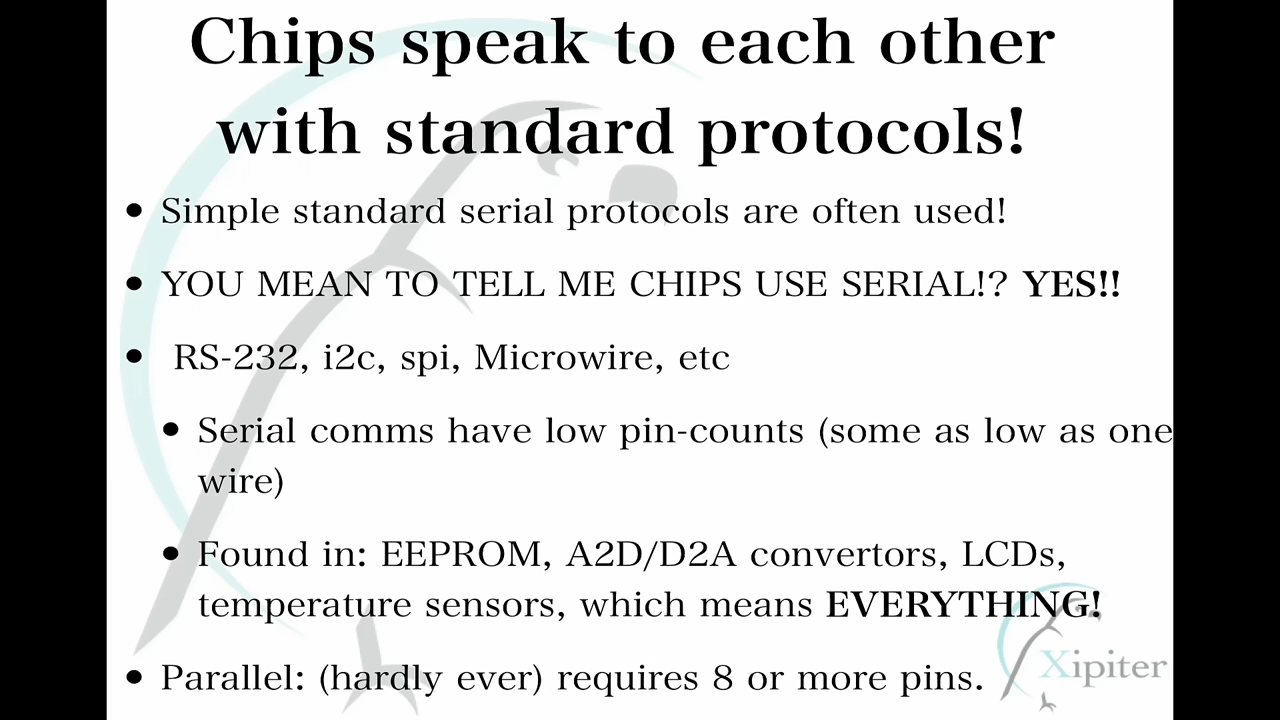 Chips speak to each other
with standard protocols!
• Simple standard serial protocols are often used!
• YOU MEAN TO TELL ME CHIPS USE SERIAL!? YES!!
• RS-232, i2c, spi, Microwire, etc
• Serial comms have low pin-counts (some as low as one
wire)
• Found in: EEPROM, A2D/D2A convertors, LCDs,
temperature sensors, which means EVERYTHING!
Xipiter
• Parallel: (hardly ever) requires 8 or more pins.